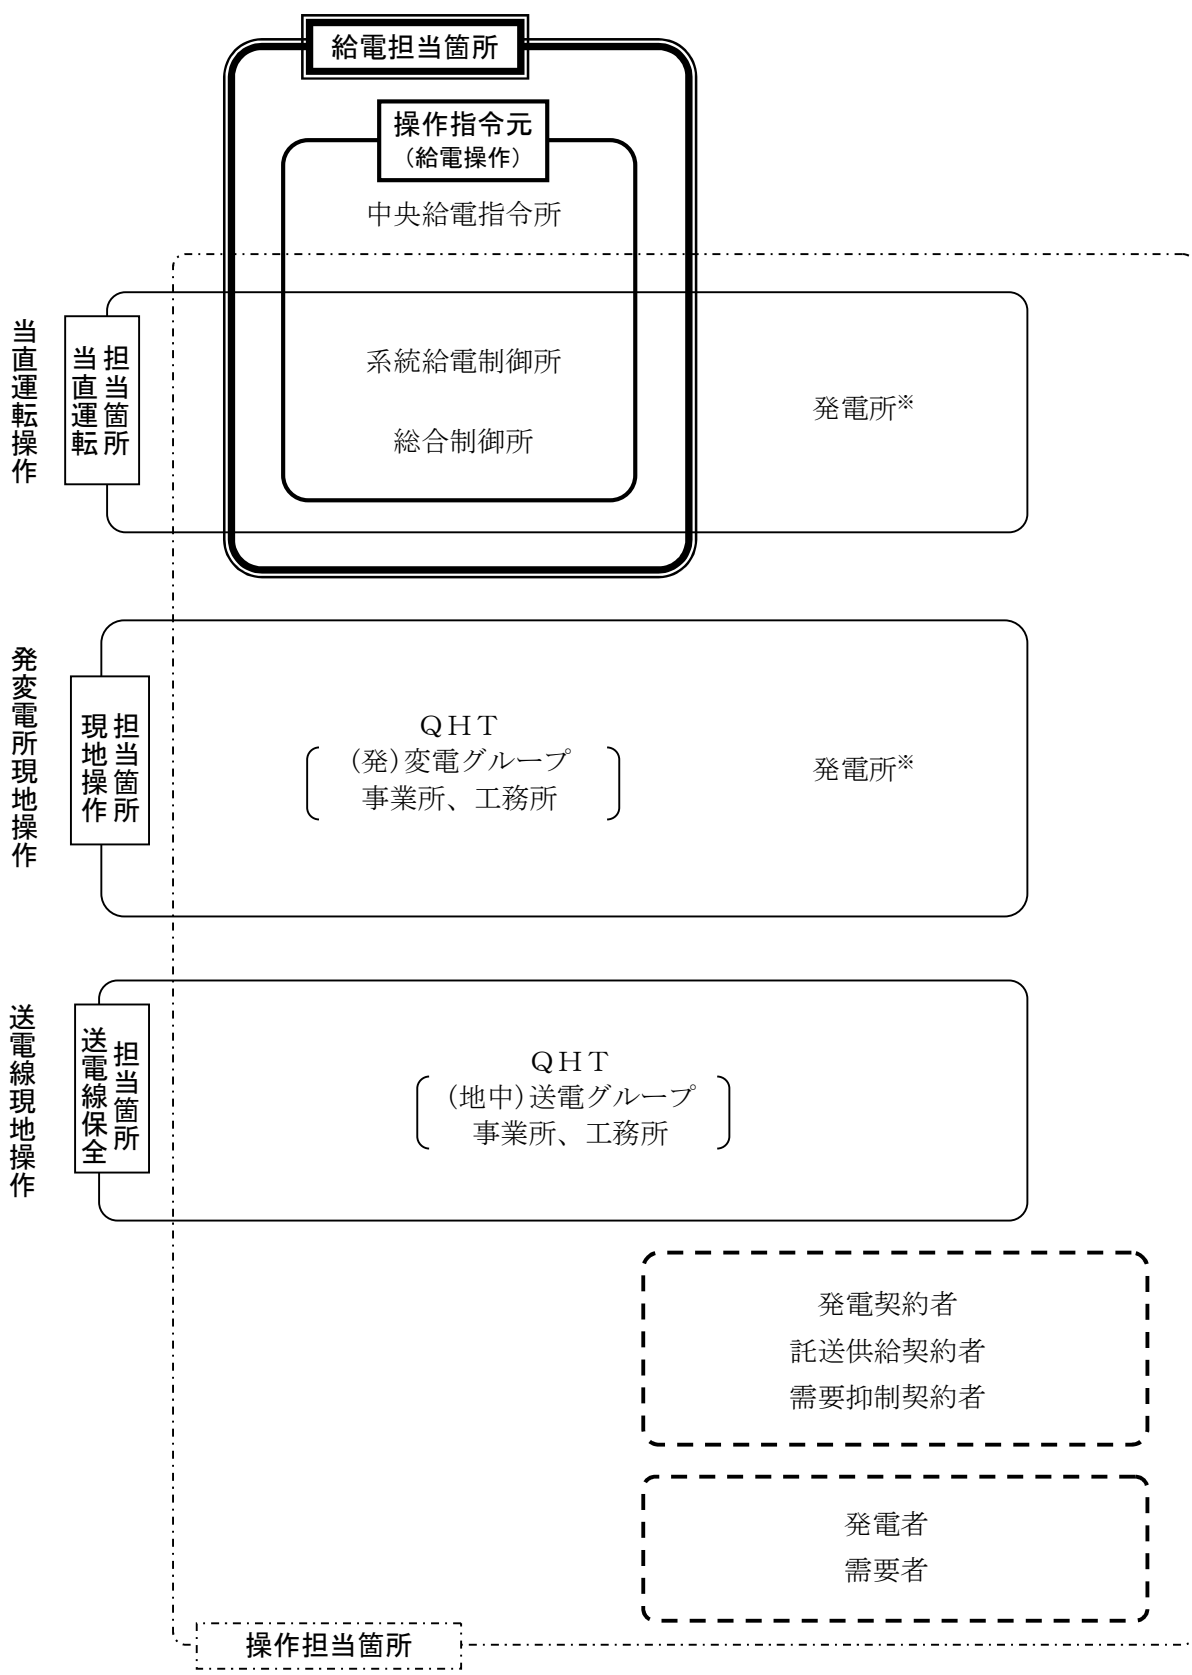 給電担当箇所
操作指令元
（給電操作）
中央給電指令所
当直運転操作
当直運転
担当箇所
系統給電制御所
総合制御所
発電所※
発変電所現地操作
現地操作
担当箇所
ＱＨＴ
(発)変電グループ
事業所、工務所
発電所※
送電線現地操作
送電線保全
担当箇所
ＱＨＴ
(地中)送電グループ
事業所、工務所
発電契約者
託送供給契約者
需要抑制契約者
発電者
需要者
操作担当箇所